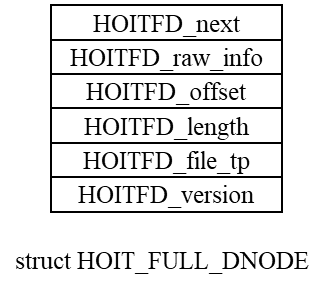 HOITFD_next
HOITFD_raw_info
HOITFD_offset
HOITFD_length
HOITFD_file_tp
HOITFD_version
struct HOIT_FULL_DNODE